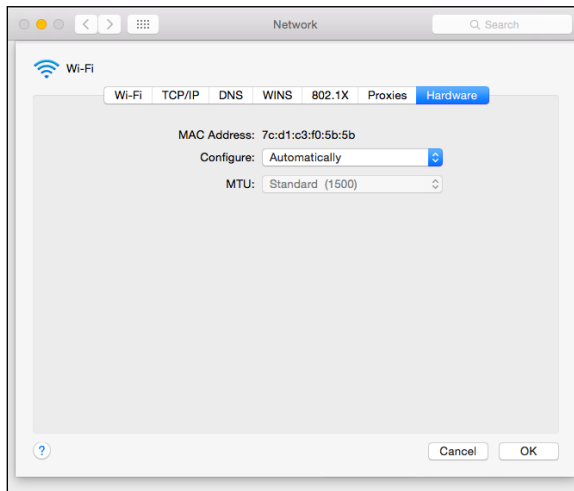 Network
Search
Wi-Fi
Wi-Fi TCP/IP DNS WINS 802.1X Proxies Hardware
MAC Address: 7c:d1:c3:f0:5b:5b
Configure: Automatically
MTU: Standard (1500)
? Cancel OK